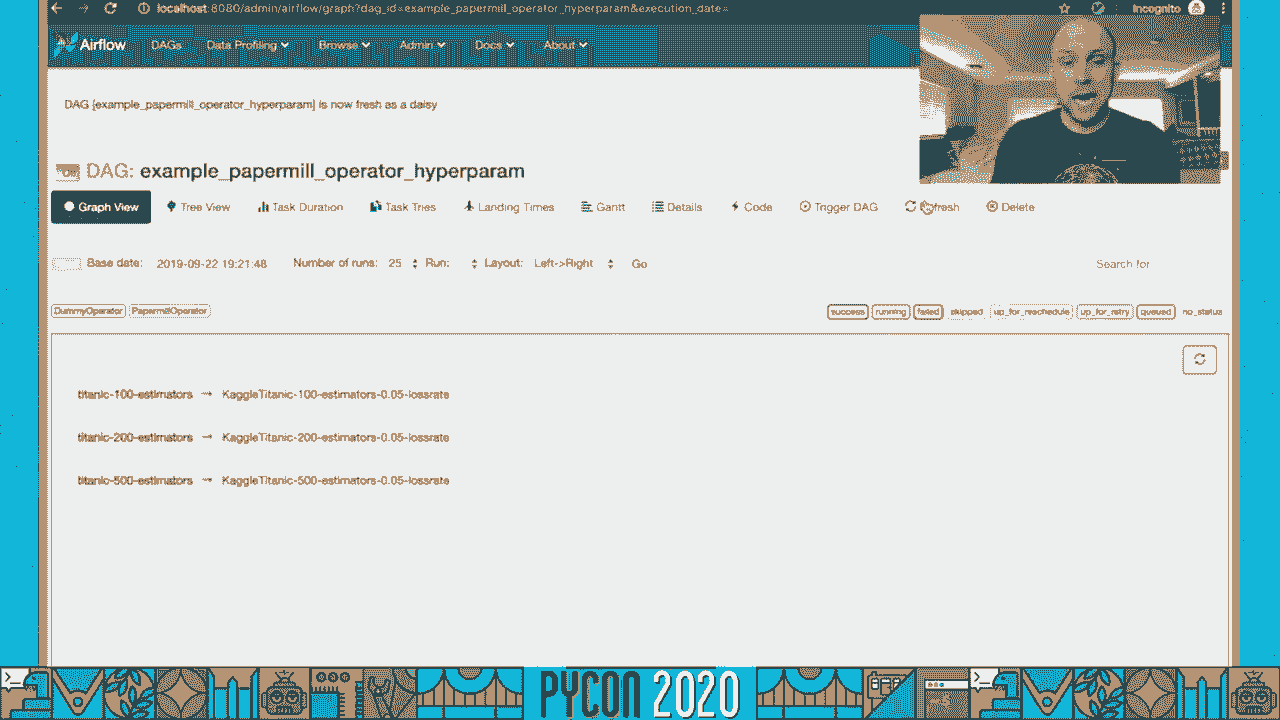 localhost:8080/admin/airflow/graph?dag_id=example_papermill_operator_hyperparam&execution_date=
Incognito
Airflow DAGs Data Profiling Browse Admin Docs About
DAG [example_papermill_operator_hyperparam] is now fresh as a daisy
DAG: example_papermill_operator_hyperparam
Graph View Tree View Task Duration Task Tries Landing Times Gantt Details Code Trigger DAG Refresh Delete
Base date: 2019-09-22 19:21:48 Number of runs: 25 Run: Layout: Left->Right Go Search for
DummyOperator PapermillOperator success running failed skipped up_for_reschedule up_for_retry queued no_status
titanic-100-estimators → KaggleTitanic-100-estimators-0.05-lossrate
titanic-200-estimators → KaggleTitanic-200-estimators-0.05-lossrate
titanic-500-estimators → KaggleTitanic-500-estimators-0.05-lossrate
PYCON 2020